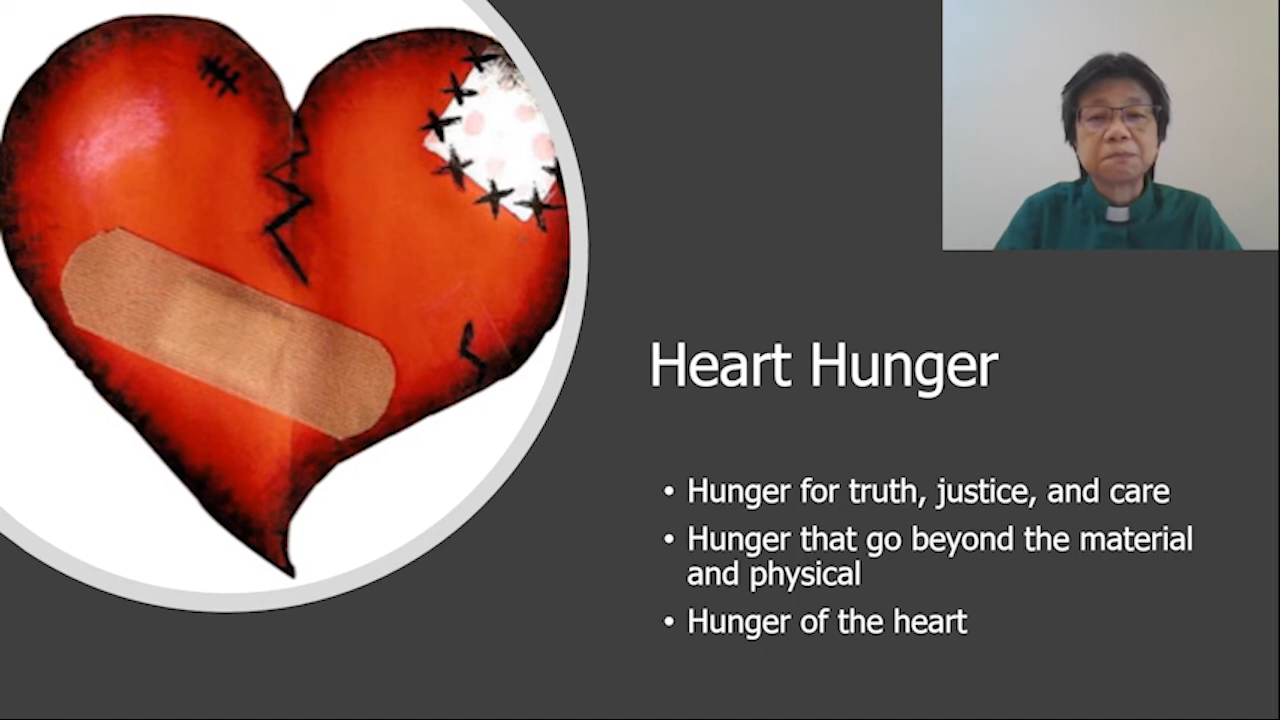 Heart Hunger
• Hunger for truth, justice, and care
• Hunger that go beyond the material
and physical
• Hunger of the heart